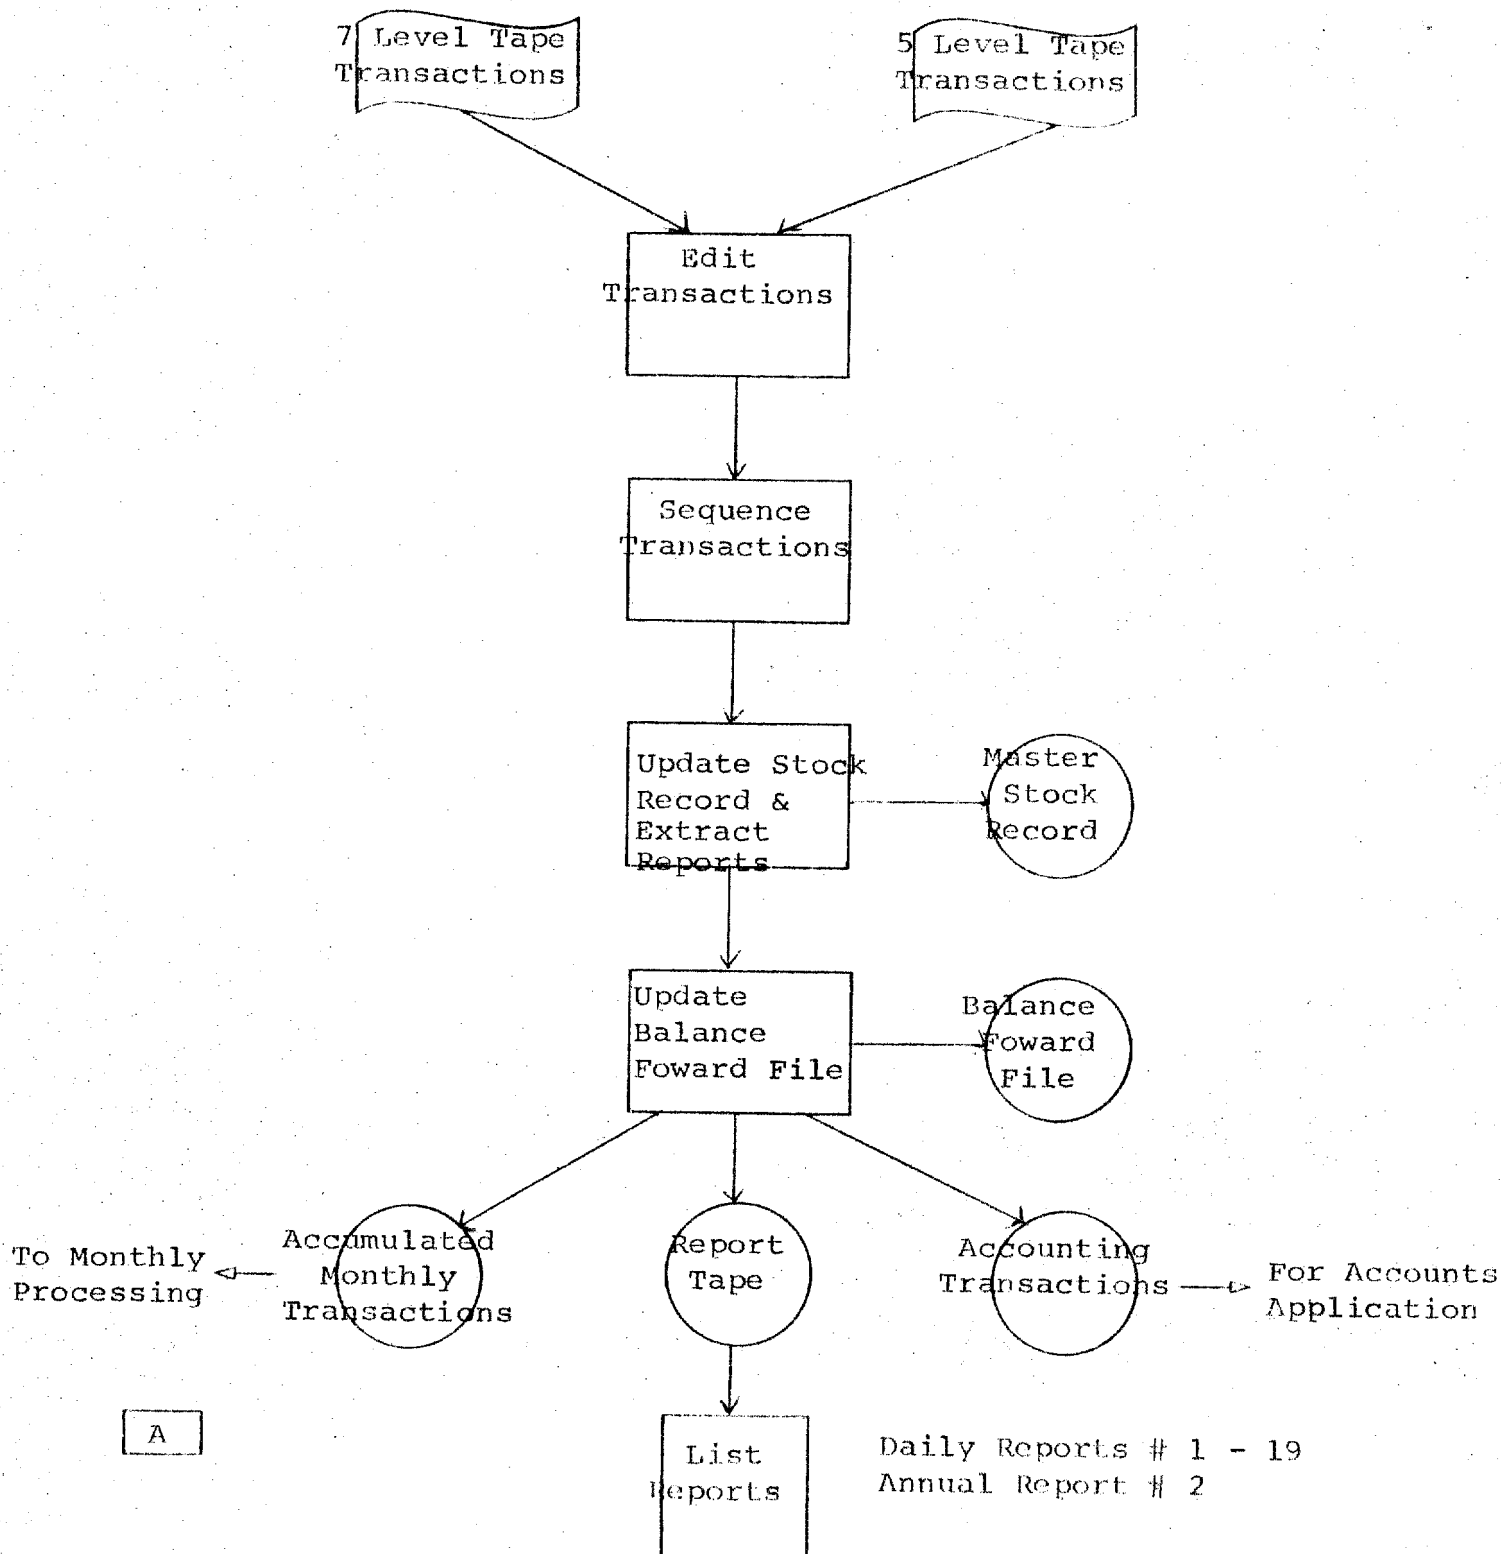 7 Level Tape
Transactions
5 Level Tape
Transactions
Edit
Transactions
Sequence
Transactions
Update Stock
Record &
Extract
Reports
Master
Stock
Record
Update
Balance
Foward File
Balance
Foward
File
To Monthly
Processing
Accumulated
Monthly
Transactions
Report
Tape
Accounting
Transactions
For Accounts
Application
A
List
Reports
Daily Reports # 1 - 19
Annual Report # 2